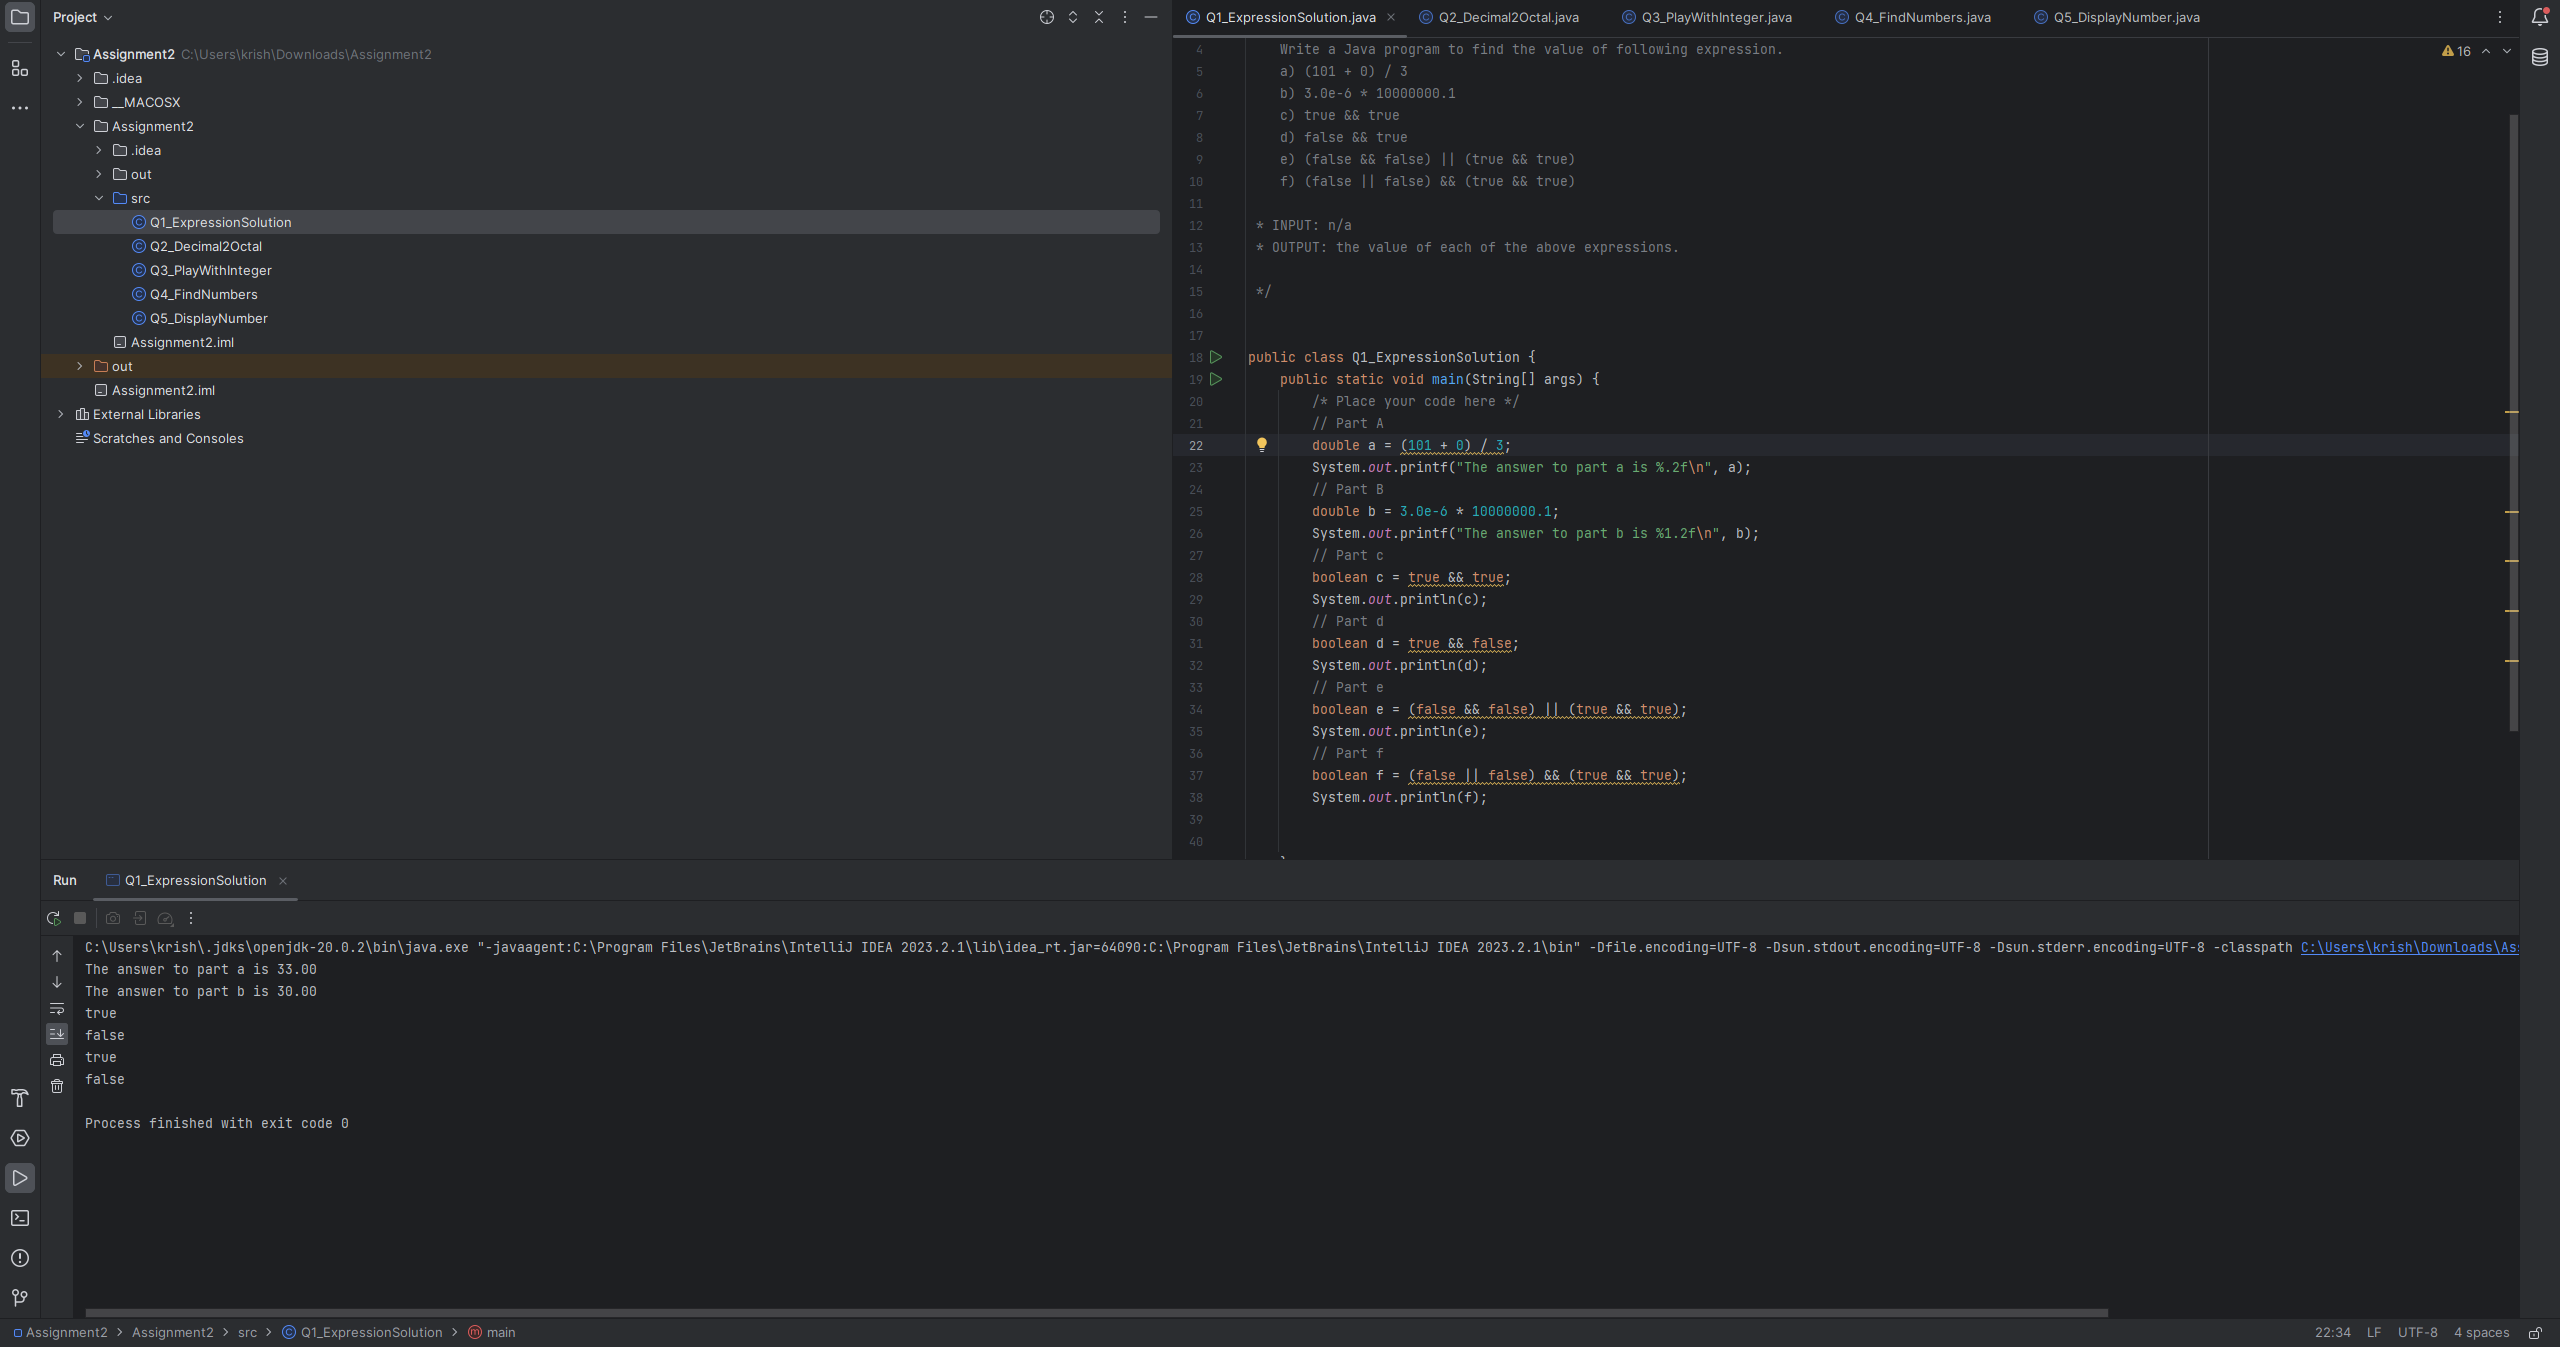 Project
Assignment2 C:\Users\krish\Downloads\Assignment2
.idea
__MACOSX
Assignment2
.idea
out
src
Q1_ExpressionSolution
Q2_Decimal2Octal
Q3_PlayWithInteger
Q4_FindNumbers
Q5_DisplayNumber
Assignment2.iml
out
Assignment2.iml
External Libraries
Scratches and Consoles
Q1_ExpressionSolution.java Q2_Decimal2Octal.java Q3_PlayWithInteger.java Q4_FindNumbers.java Q5_DisplayNumber.java
16
4 Write a Java program to find the value of following expression.
5 a) (101 + 0) / 3
6 b) 3.0e-6 * 10000000.1
7 c) true && true
8 d) false && true
9 e) (false && false) || (true && true)
10 f) (false || false) && (true && true)
11
12 * INPUT: n/a
13 * OUTPUT: the value of each of the above expressions.
14
15 */
16
17
18 public class Q1_ExpressionSolution {
19 public static void main(String[] args) {
20 /* Place your code here */
21 // Part A
22 double a = (101 + 0) / 3;
23 System.out.printf("The answer to part a is %.2f\n", a);
24 // Part B
25 double b = 3.0e-6 * 10000000.1;
26 System.out.printf("The answer to part b is %1.2f\n", b);
27 // Part c
28 boolean c = true && true;
29 System.out.println(c);
30 // Part d
31 boolean d = true && false;
32 System.out.println(d);
33 // Part e
34 boolean e = (false && false) || (true && true);
35 System.out.println(e);
36 // Part f
37 boolean f = (false || false) && (true && true);
38 System.out.println(f);
39
40
Run Q1_ExpressionSolution
C:\Users\krish\.jdks\openjdk-20.0.2\bin\java.exe "-javaagent:C:\Program Files\JetBrains\IntelliJ IDEA 2023.2.1\lib\idea_rt.jar=64090:C:\Program Files\JetBrains\IntelliJ IDEA 2023.2.1\bin" -Dfile.encoding=UTF-8 -Dsun.stdout.encoding=UTF-8 -Dsun.stderr.encoding=UTF-8 -classpath C:\Users\krish\Downloads\As
The answer to part a is 33.00
The answer to part b is 30.00
true
false
true
false
Process finished with exit code 0
Assignment2 > Assignment2 > src > Q1_ExpressionSolution > main
22:34 LF UTF-8 4 spaces